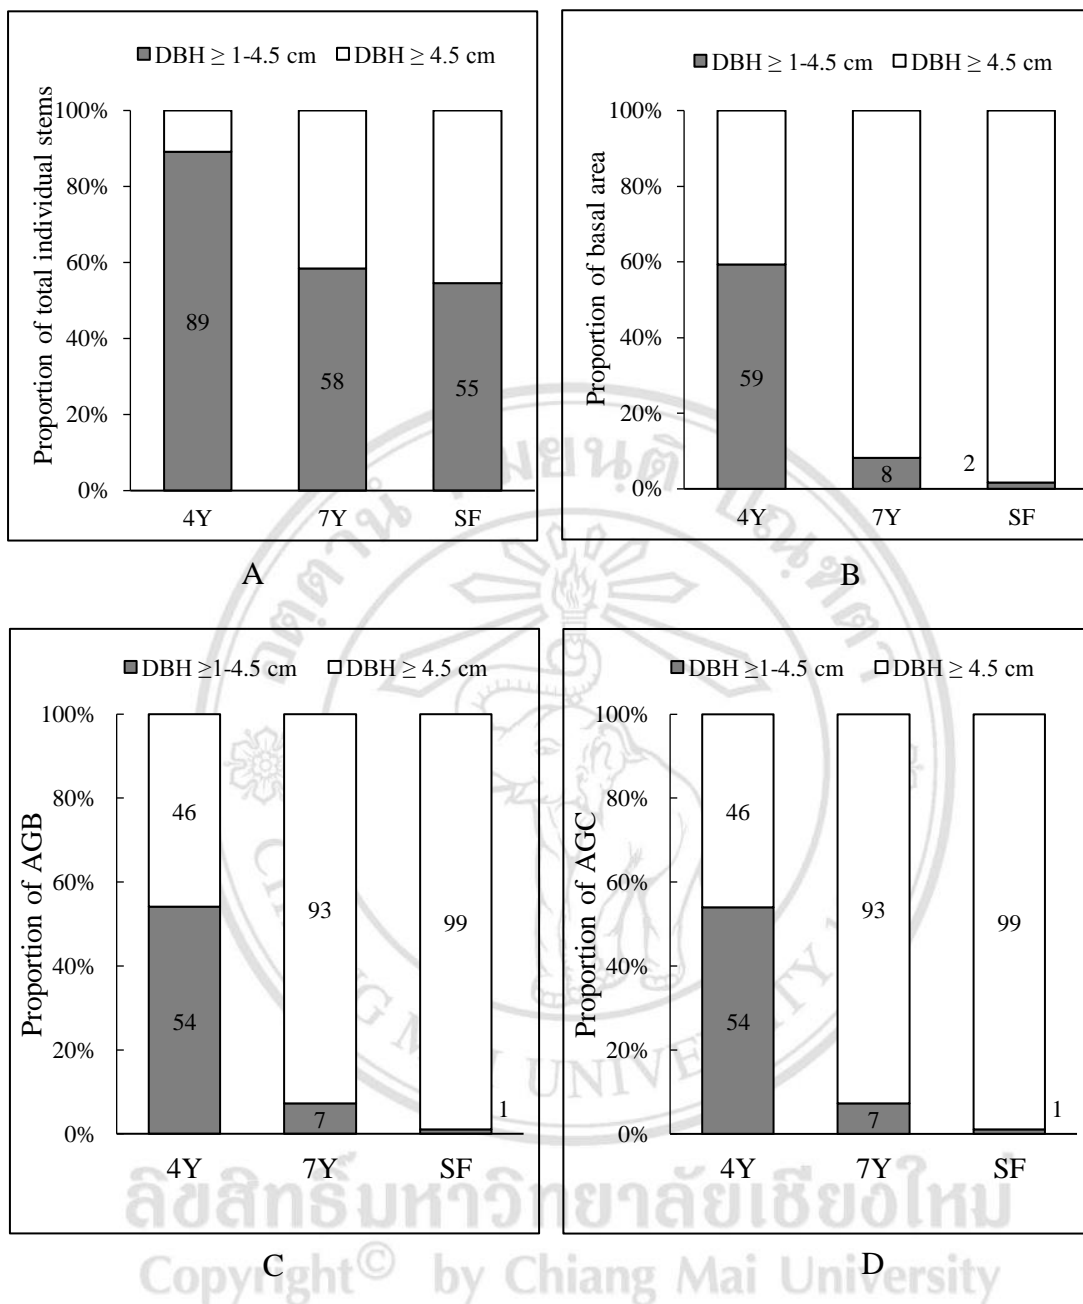 DBH ≥ 1-4.5 cm DBH ≥ 4.5 cm
Proportion of total individual stems
100%
80%
60%
40%
20%
0%
89
58
55
4Y 7Y SF
A
DBH ≥ 1-4.5 cm DBH ≥ 4.5 cm
Proportion of basal area
100%
80%
60%
40%
20%
0%
59
8
2
4Y 7Y SF
B
DBH ≥1-4.5 cm DBH ≥ 4.5 cm
Proportion of AGB
100%
80%
60%
40%
20%
0%
46
93
99
54
7
1
4Y 7Y SF
C
DBH ≥1-4.5 cm DBH ≥ 4.5 cm
Proportion of AGC
100%
80%
60%
40%
20%
0%
46
93
99
54
7
1
4Y 7Y SF
D
ลิขสิทธิ์มหาวิทยาลัยเชียงใหม่
Copyright© by Chiang Mai University